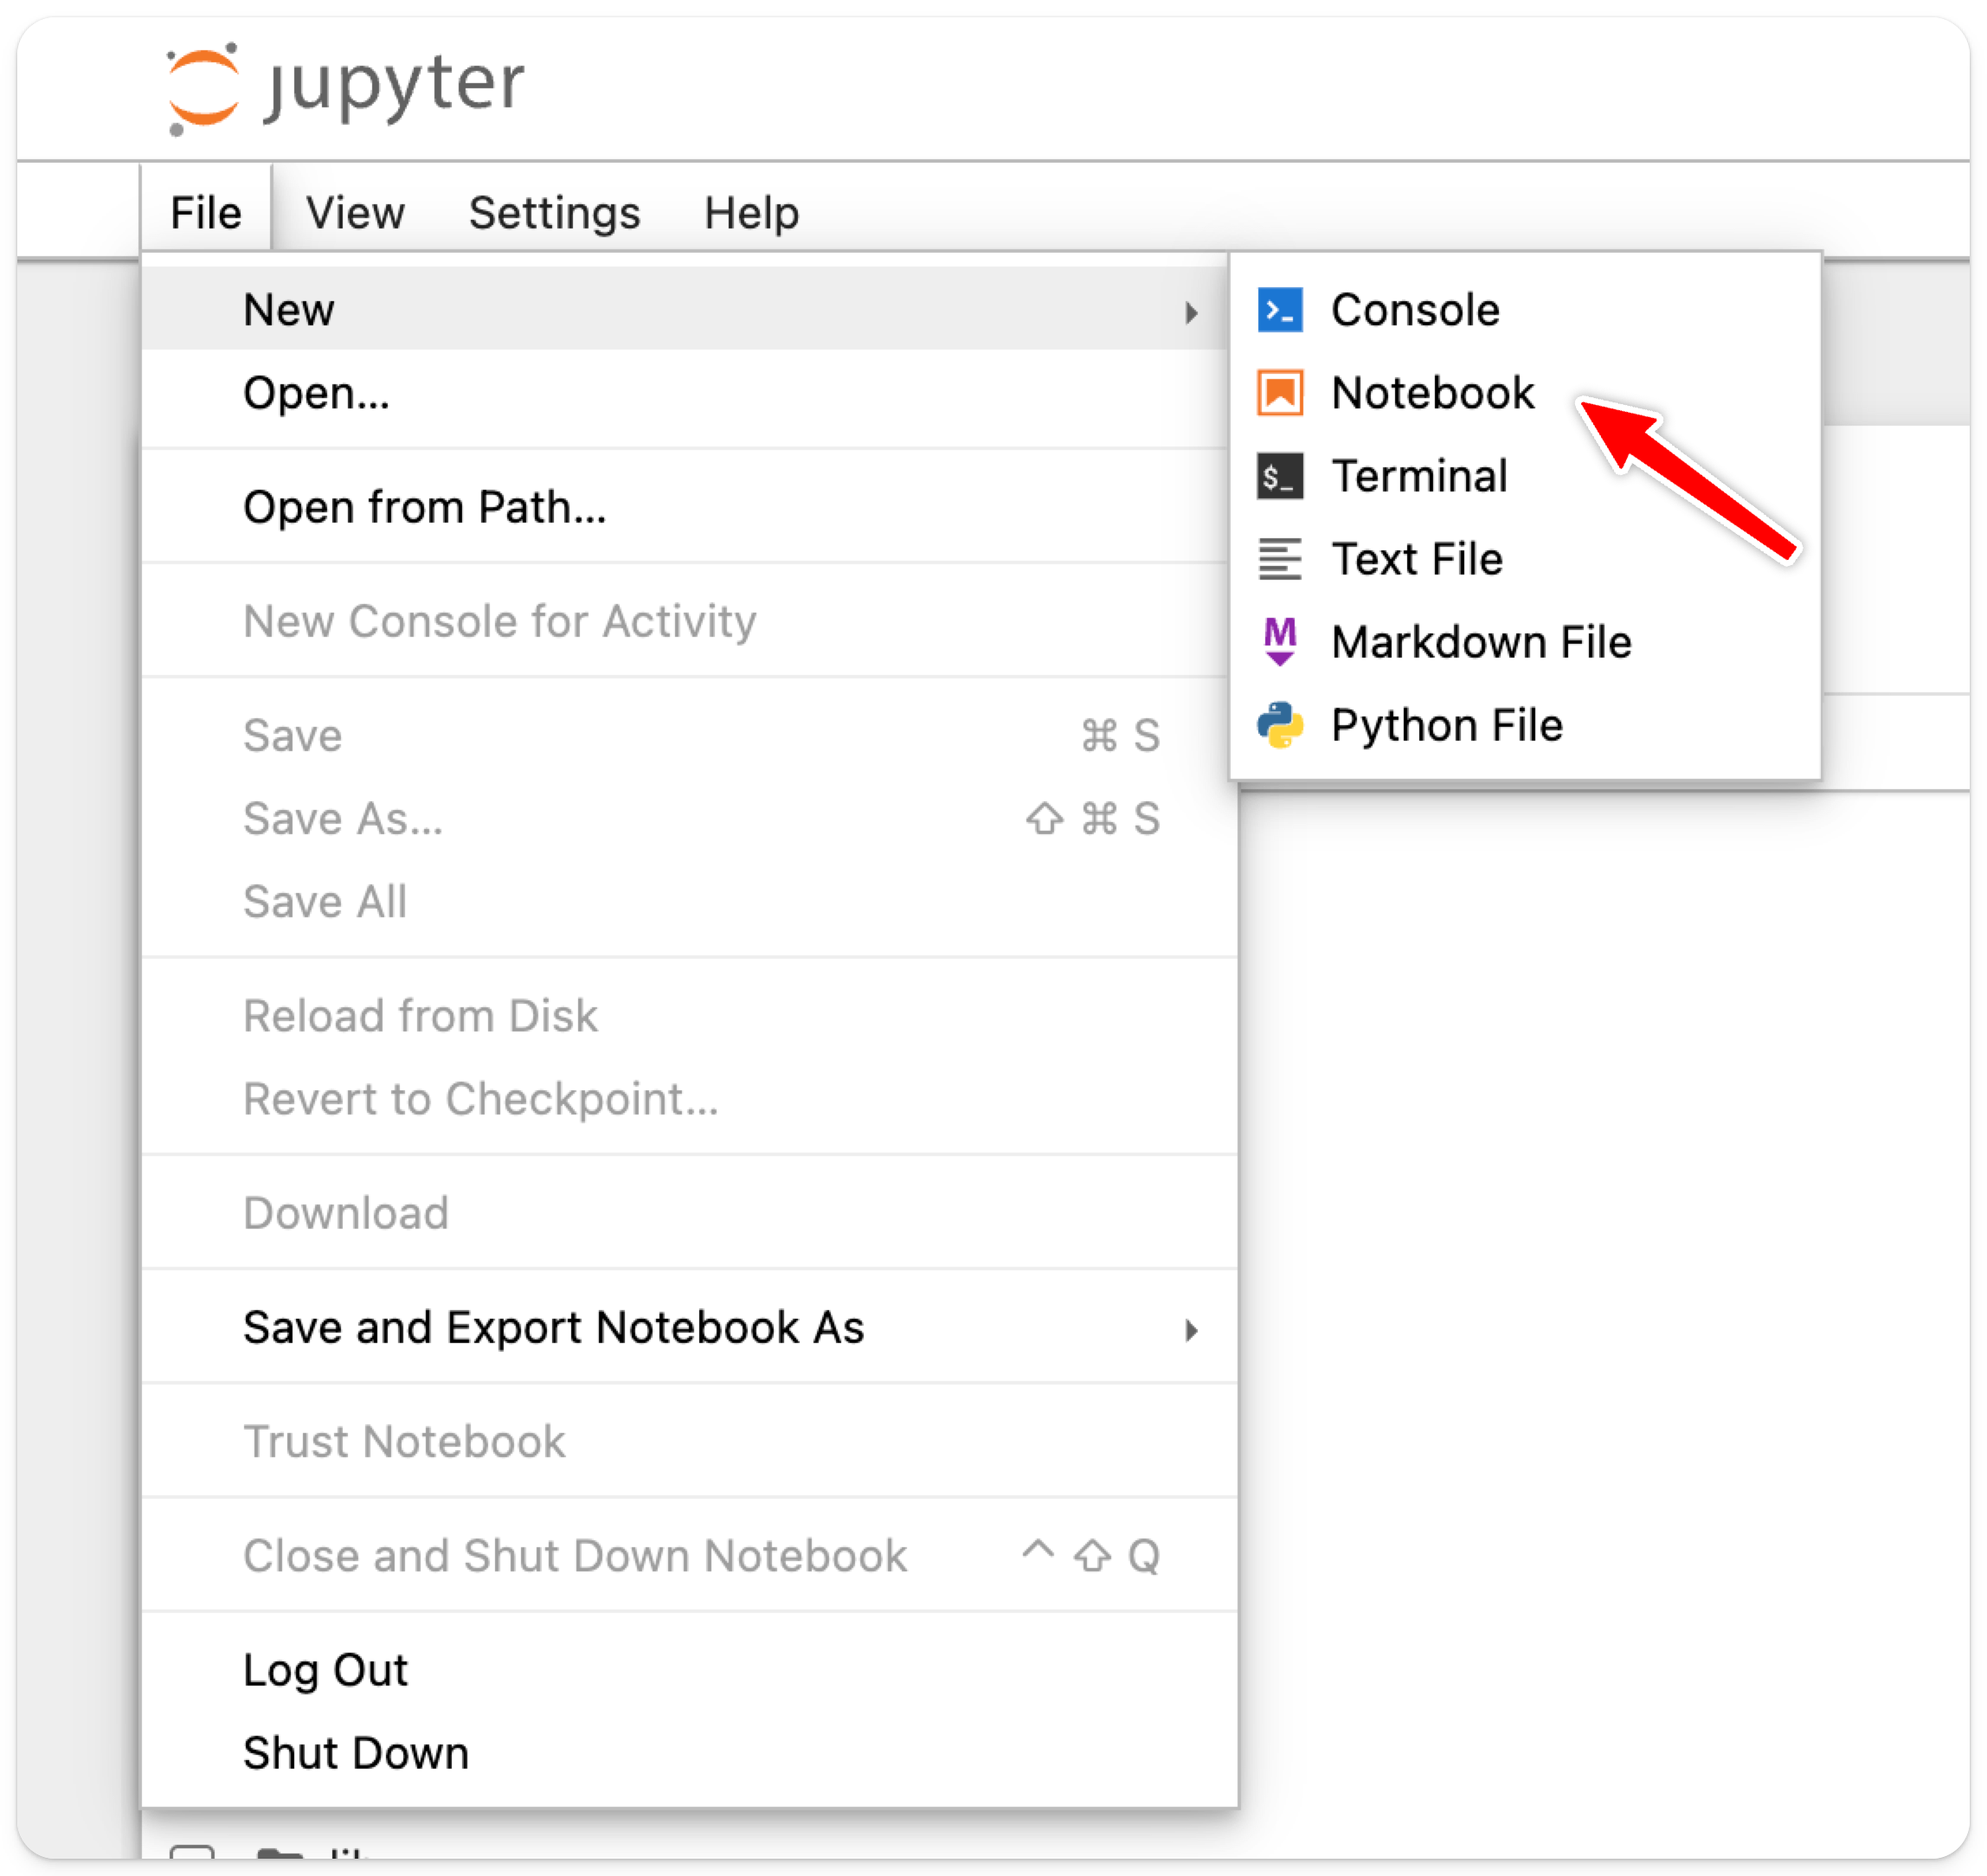 jupyter
File View Settings Help
New
Open...
Open from Path...
New Console for Activity
Save ⌘ S
Save As... ⇧ ⌘ S
Save All
Reload from Disk
Revert to Checkpoint...
Download
Save and Export Notebook As
Trust Notebook
Close and Shut Down Notebook ^ ⇧ Q
Log Out
Shut Down
>_ Console
Notebook
$_ Terminal
Text File
M Markdown File
Python File